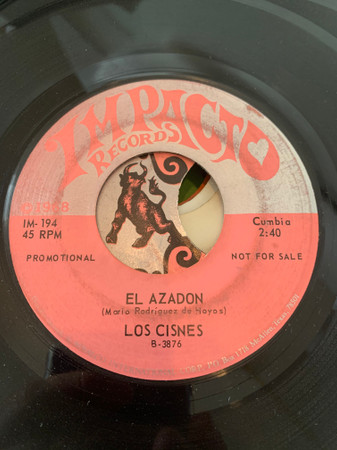 IMPACTO
RECORDS
IM-194
45 RPM
Cumbia
2:40
PROMOTIONAL
NOT FOR SALE
EL AZADON
(Mario Rodriguez de Hoyos)
LOS CISNES
B-3876